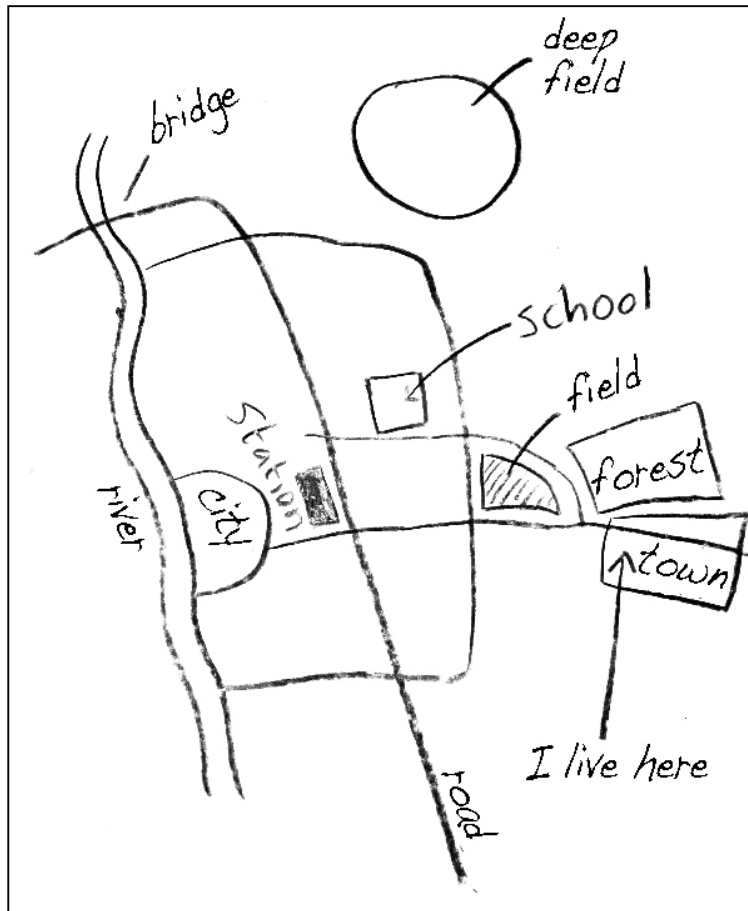 deep
field
bridge
school
field
Station
forest
river
city
town
I live here
road